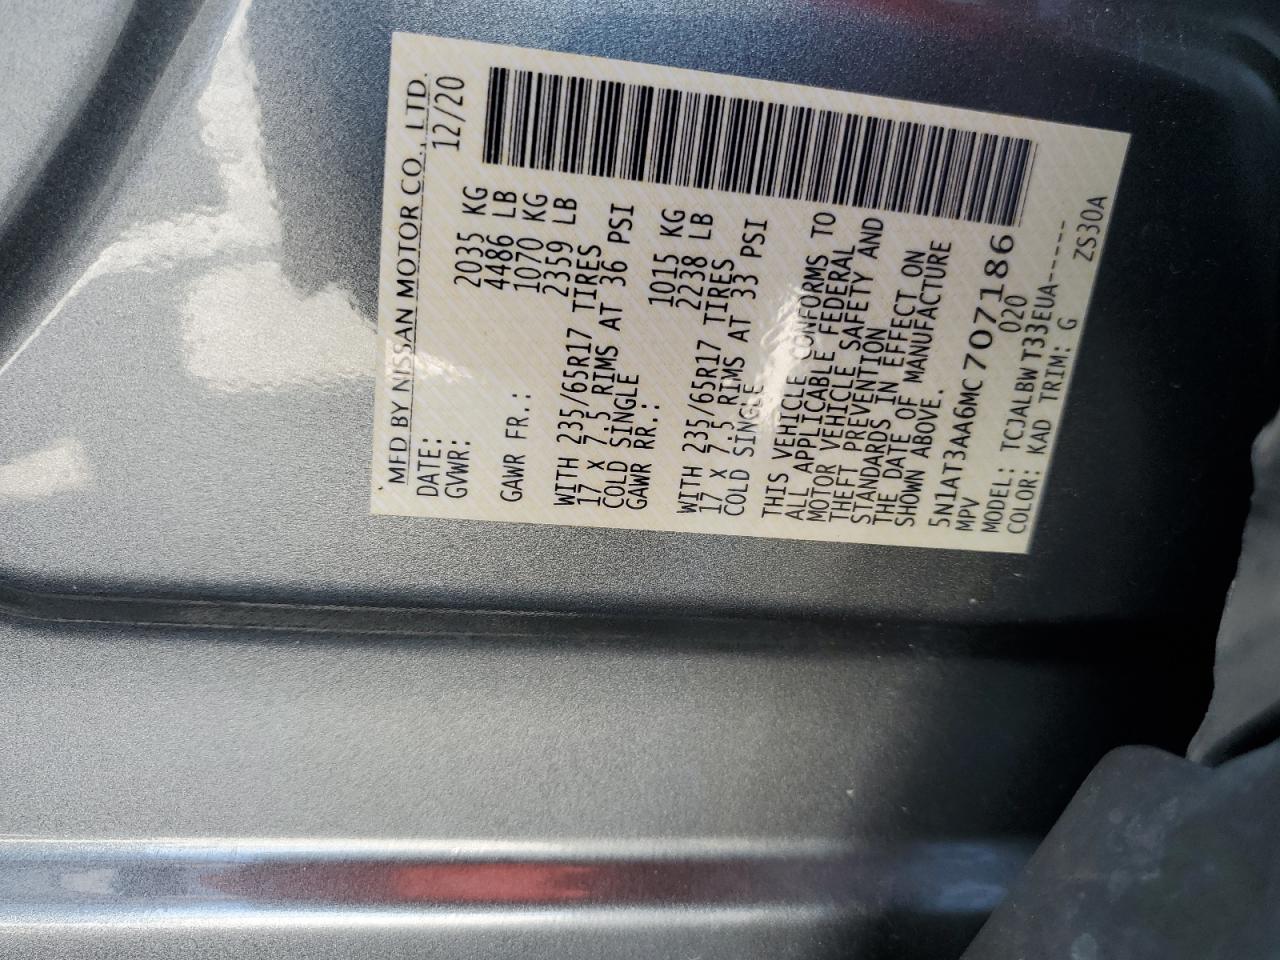 MFD BY NISSAN MOTOR CO., LTD.
DATE: 12/20
GVWR: 2035 KG
4486 LB
GAWR FR.: 1070 KG
2359 LB
WITH 235/65R17 TIRES
17 X 7.5 RIMS AT 36 PSI
COLD SINGLE
GAWR RR.: 1015 KG
2238 LB
WITH 235/65R17 TIRES
17 X 7.5 RIMS AT 33 PSI
COLD SINGLE
THIS VEHICLE CONFORMS TO
ALL APPLICABLE FEDERAL
MOTOR VEHICLE SAFETY AND
THEFT PREVENTION
STANDARDS IN EFFECT ON
THE DATE OF MANUFACTURE
SHOWN ABOVE.
5N1AT3AA6MC707186
MPV 020
MODEL: TCJALBWT33EUA-----
COLOR: KAD TRIM: G ZS30A